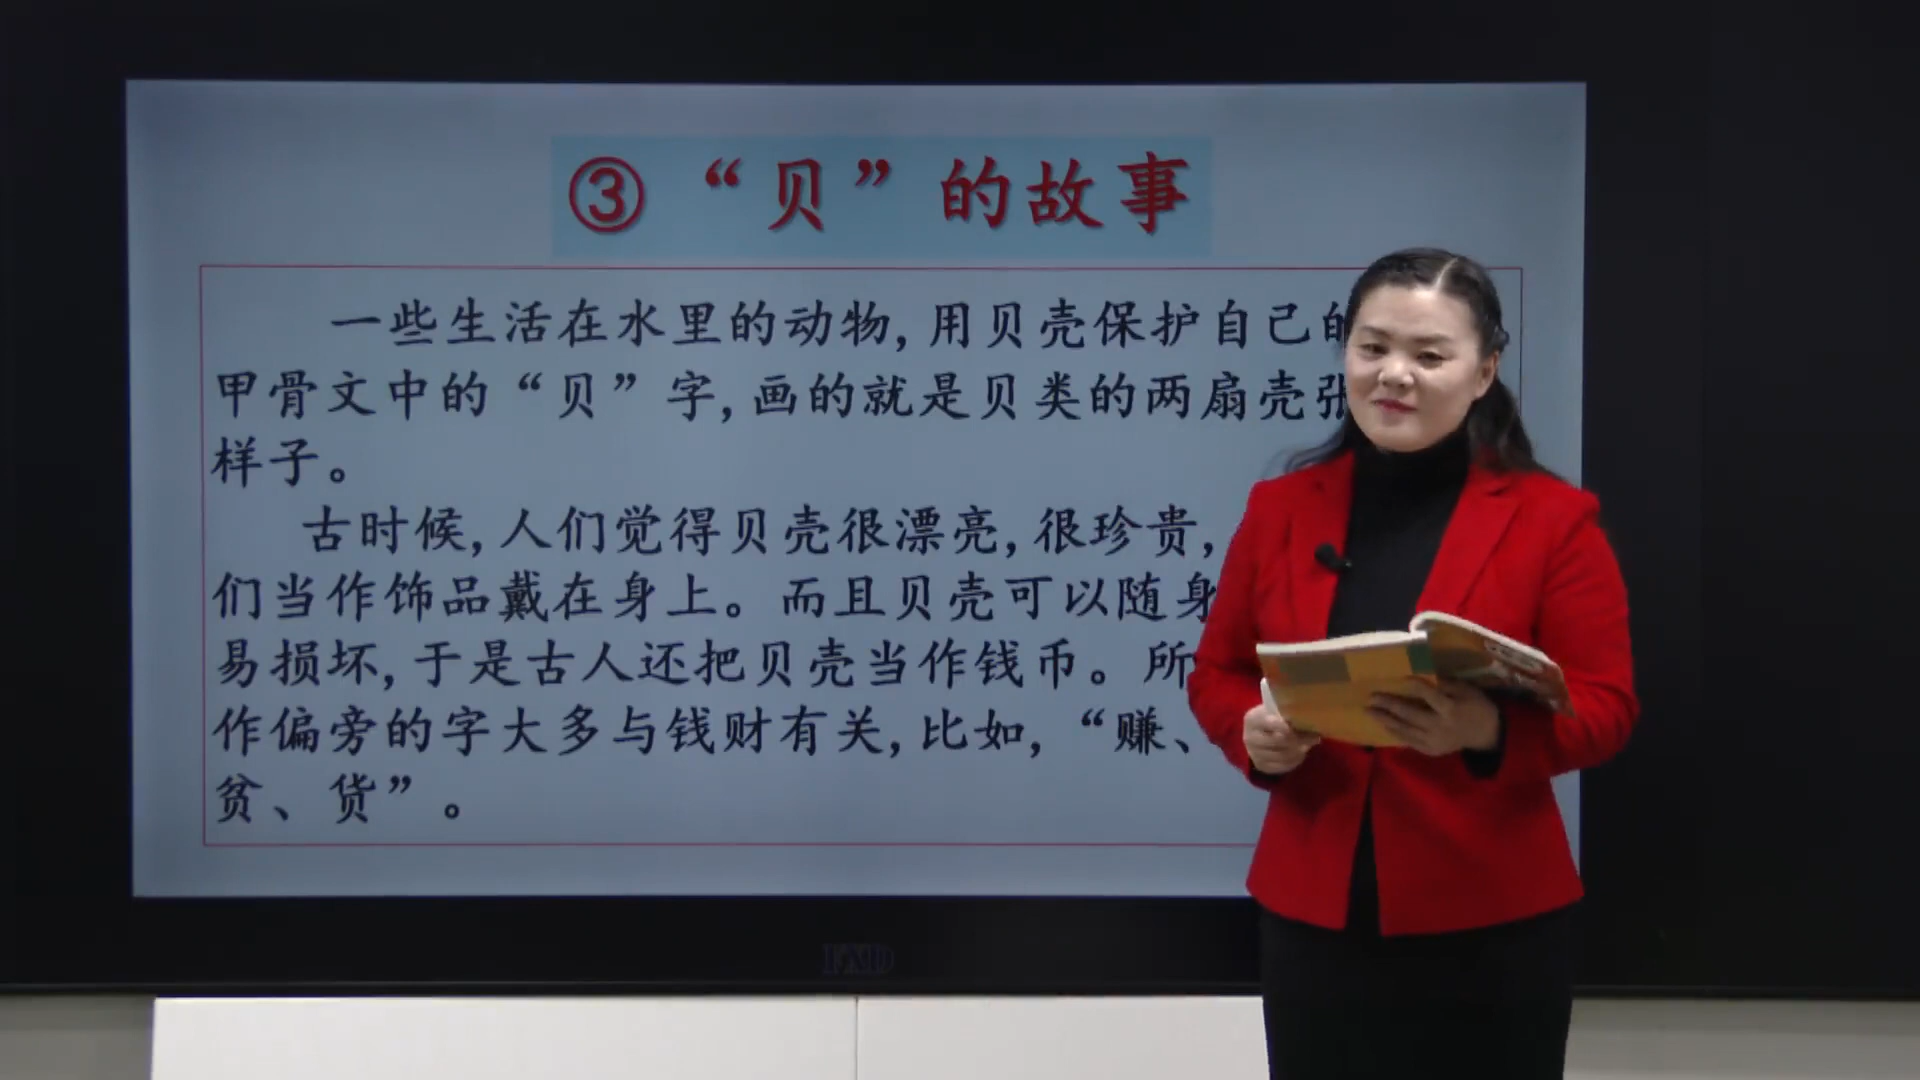 ③ “贝”的故事
一些生活在水里的动物,用贝壳保护自己的
甲骨文中的“贝”字,画的就是贝类的两扇壳张
样子。
古时候,人们觉得贝壳很漂亮,很珍贵,
们当作饰品戴在身上。而且贝壳可以随身
易损坏,于是古人还把贝壳当作钱币。所
作偏旁的字大多与钱财有关,比如,“赚、
贫、货”。